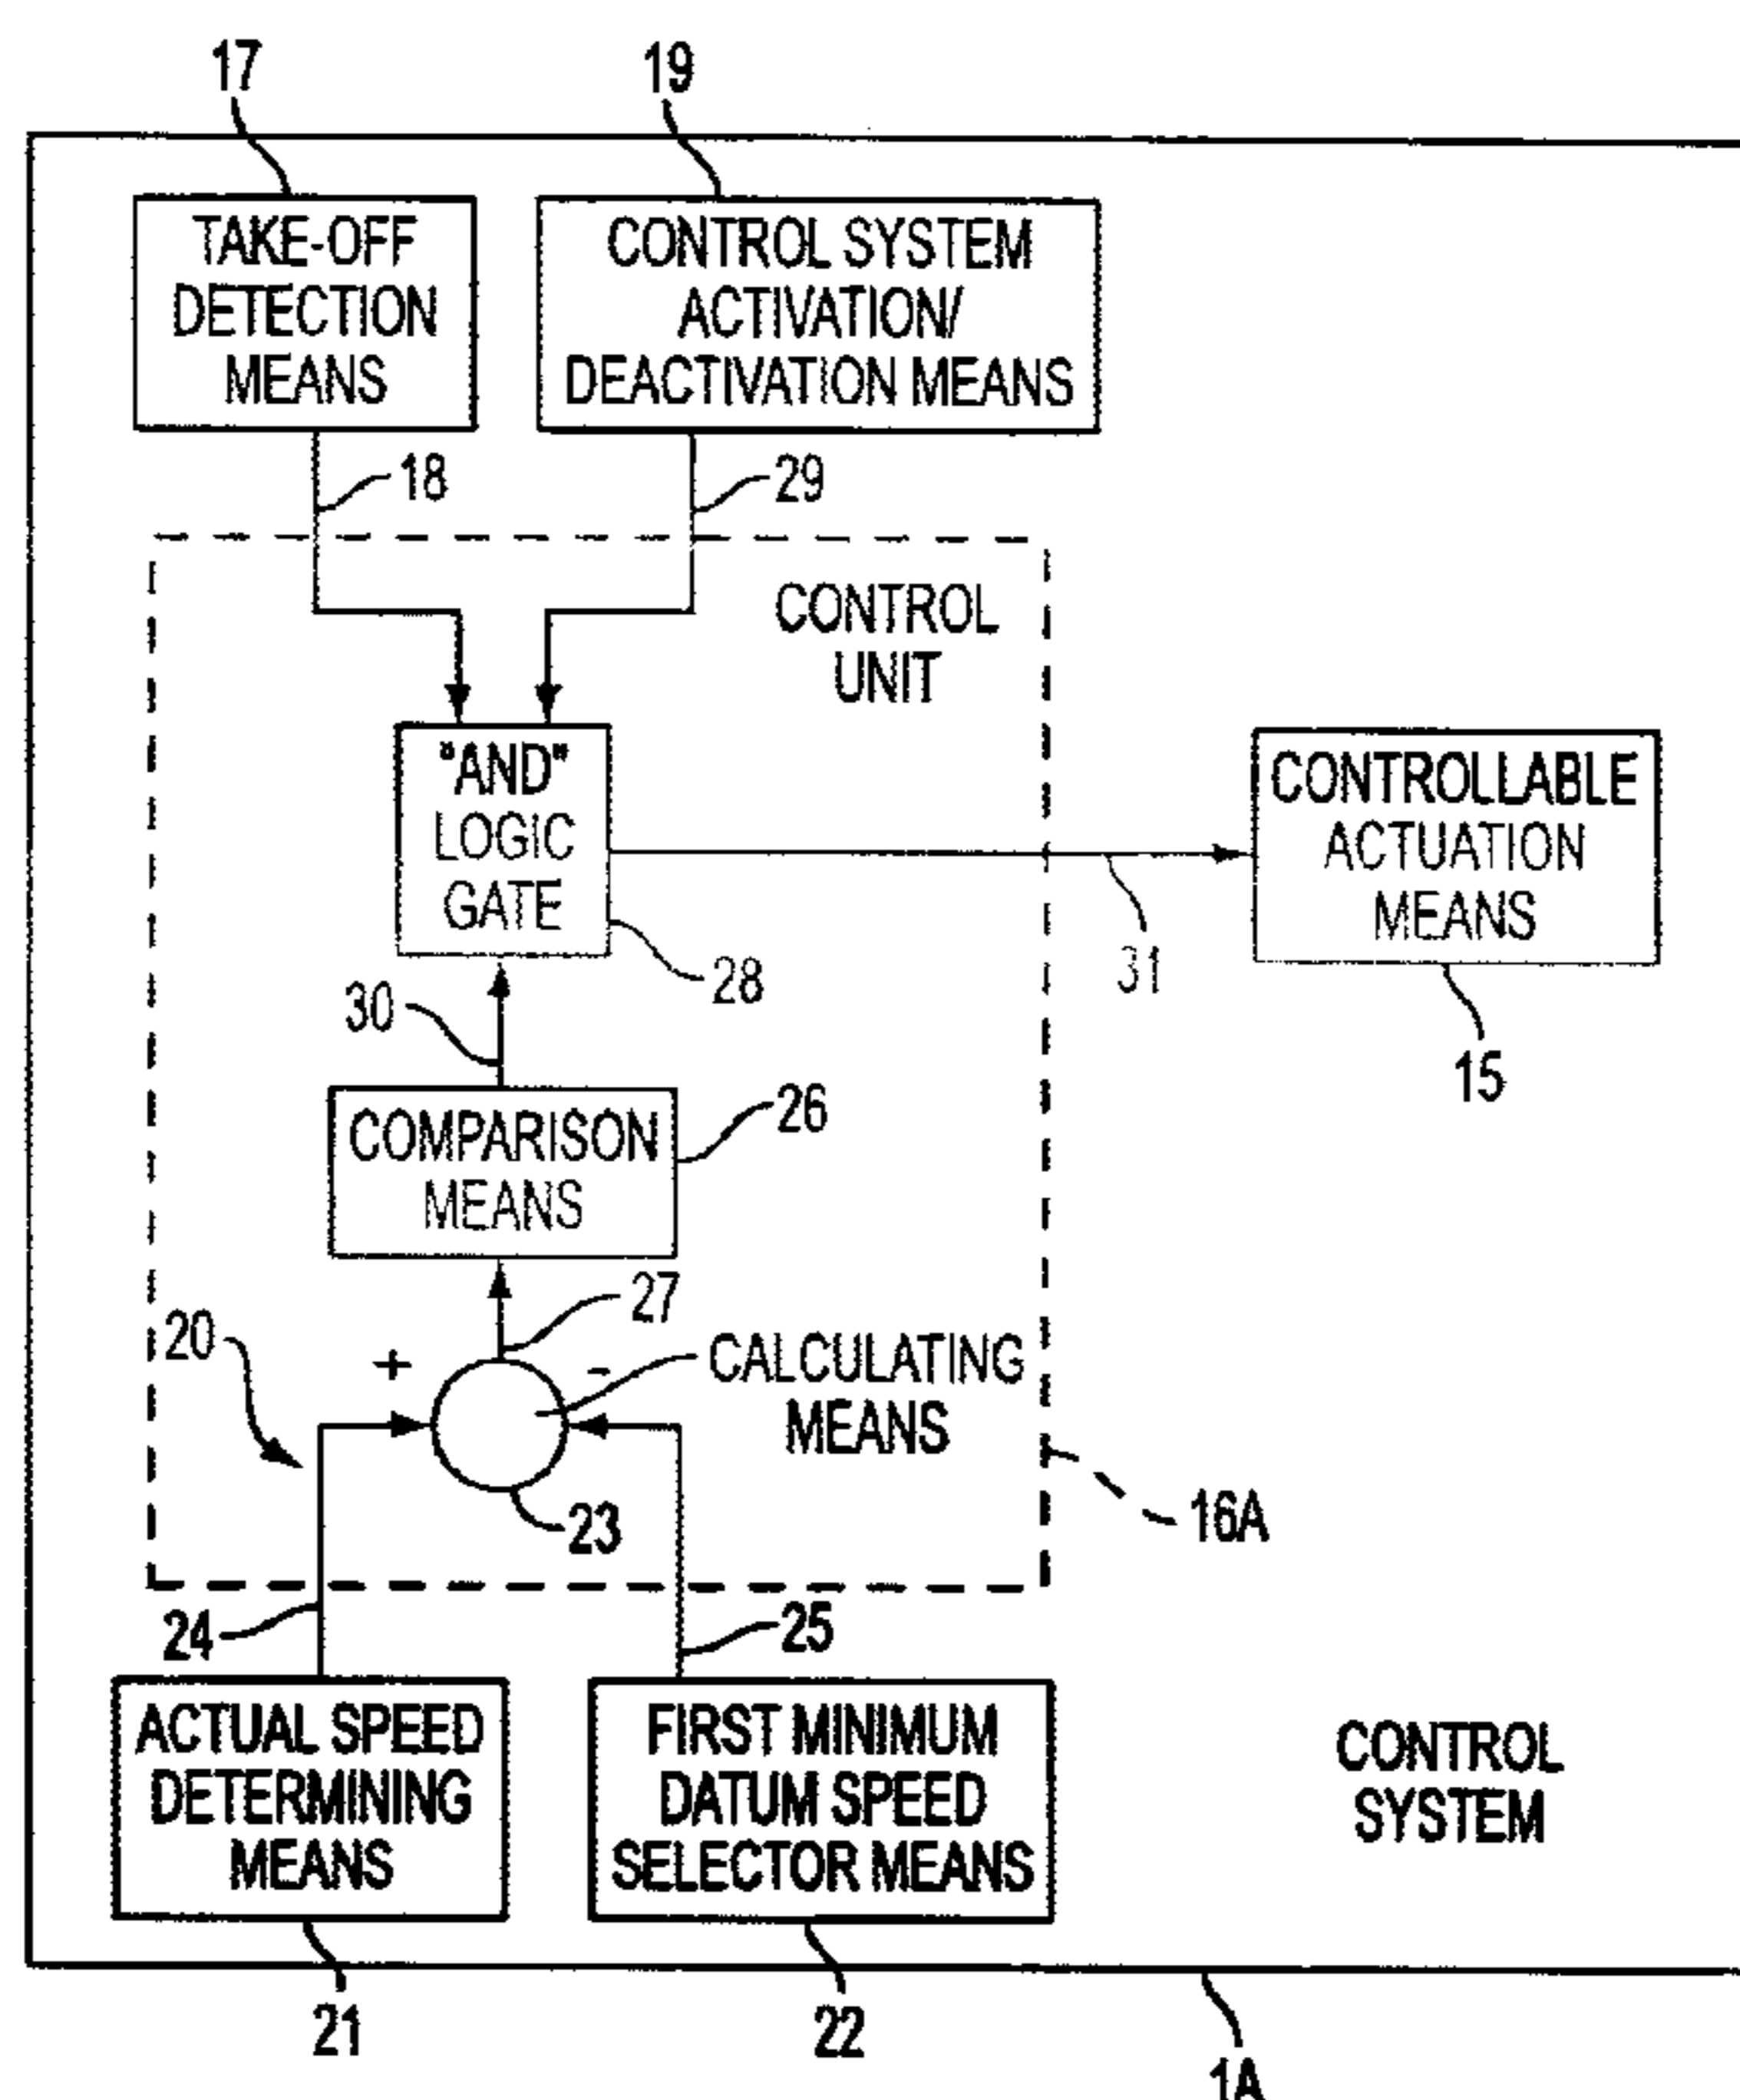 17
19
TAKE-OFF
DETECTION
MEANS
CONTROL SYSTEM
ACTIVATION/
DEACTIVATION MEANS
18
29
CONTROL
UNIT
"AND"
LOGIC
GATE
28
CONTROLLABLE
ACTUATION
MEANS
31
15
30
COMPARISON
MEANS
26
27
20
+
-
CALCULATING
MEANS
23
16A
24
25
ACTUAL SPEED
DETERMINING
MEANS
FIRST MINIMUM
DATUM SPEED
SELECTOR MEANS
CONTROL
SYSTEM
21
22
1A